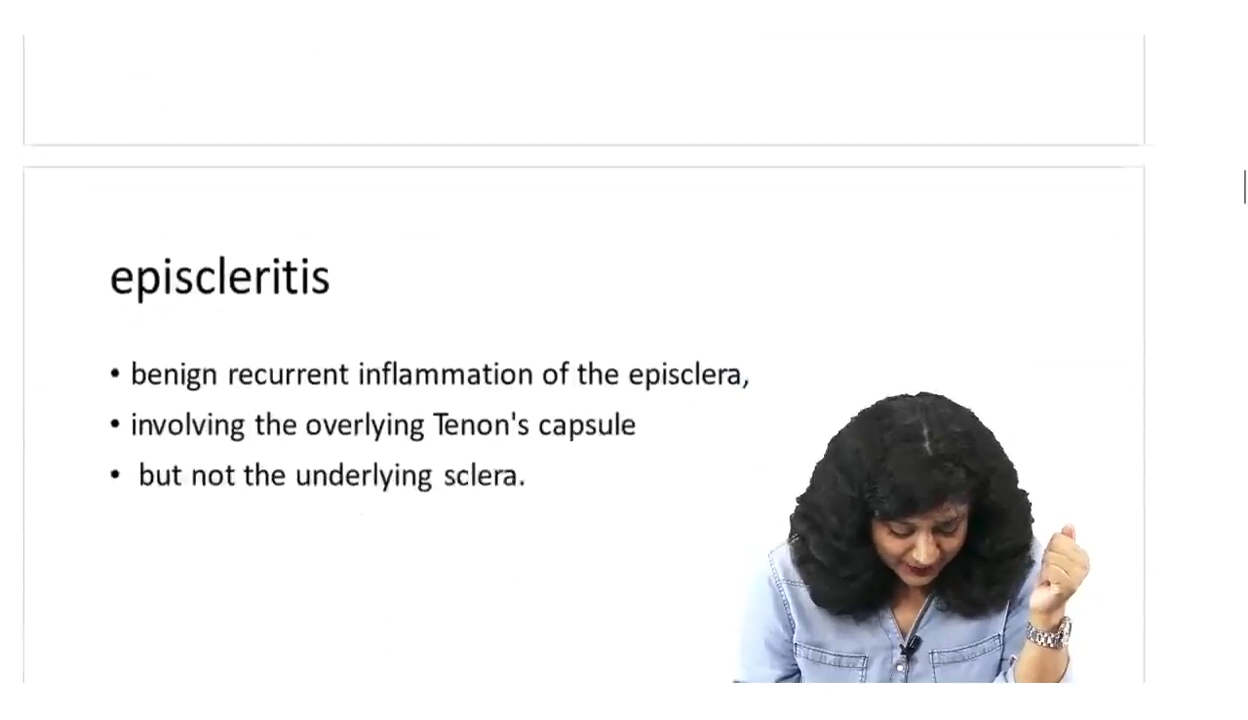 episcleritis
• benign recurrent inflammation of the episclera,
• involving the overlying Tenon's capsule
• but not the underlying sclera.